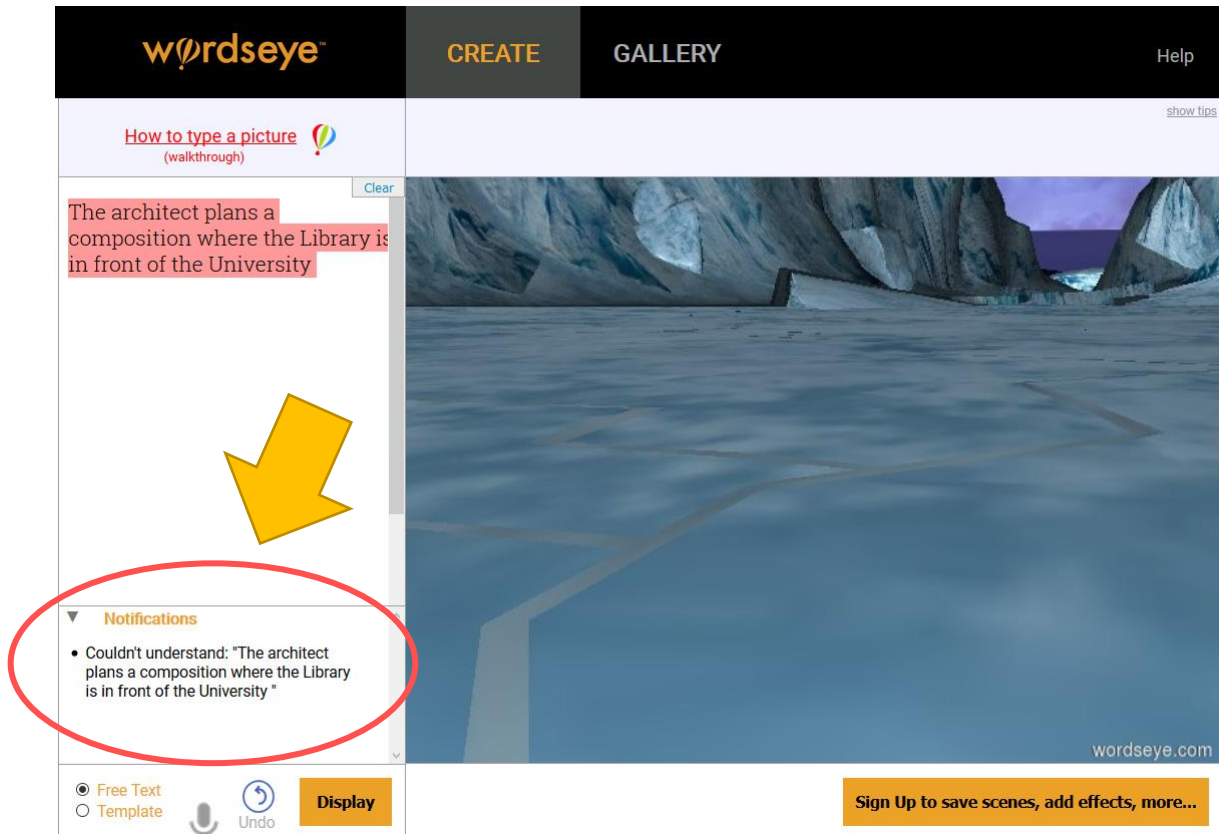 wordseye™
CREATE
GALLERY
Help
How to type a picture
(walkthrough)
show tips
Clear
The architect plans a
composition where the Library is
in front of the University
Notifications
• Couldn't understand: "The architect
plans a composition where the Library
is in front of the University "
wordseye.com
Free Text
Template
Undo
Display
Sign Up to save scenes, add effects, more...